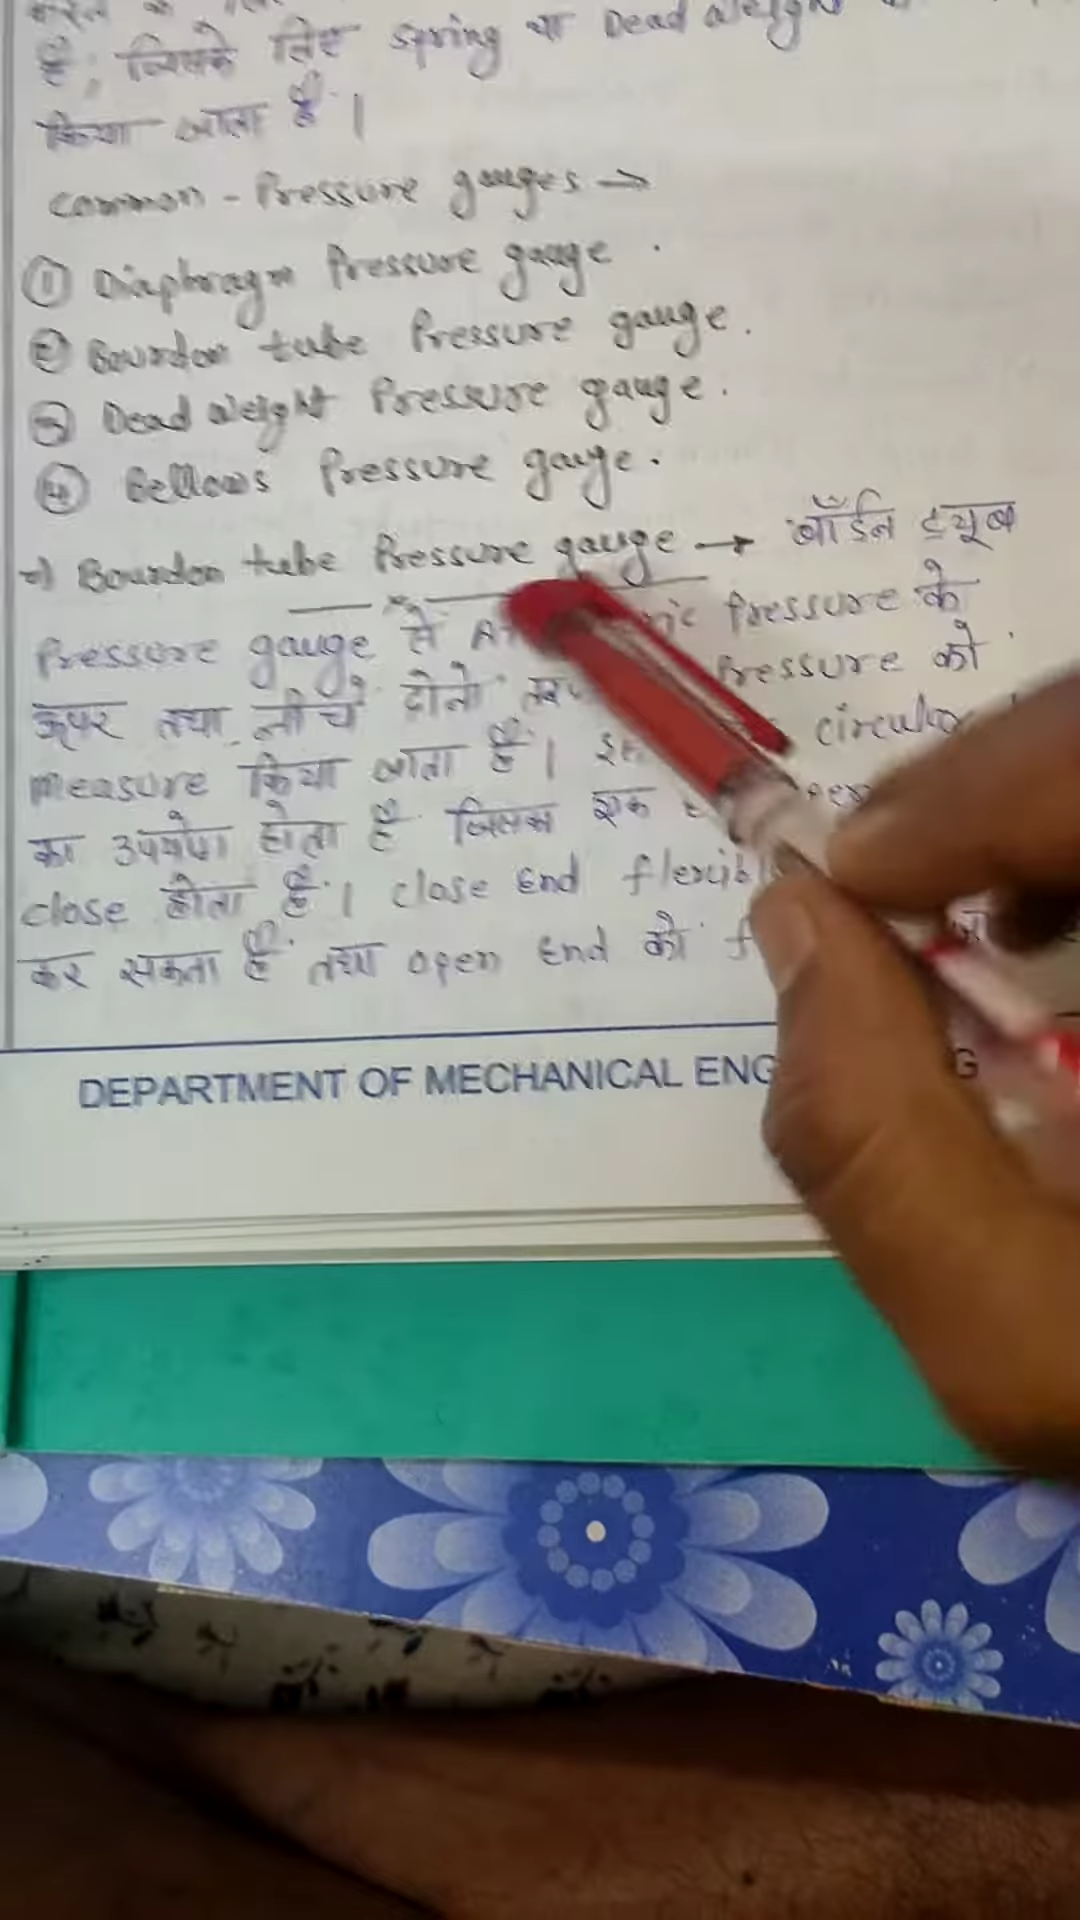 है, जिसके लिए spring या Dead weight
किया जाता है।
common - Pressure gauges →
① Diaphragm Pressure gauge.
② Bourdon tube Pressure gauge.
③ Dead weight Pressure gauge.
④ Bellows Pressure gauge.
Bourdon tube Pressure gauge → बॉर्डन ट्यूब
Pressure gauge से Pressure के
ऊपर तथा नीचे दोनो Pressure को
measure किया जाता है। circular
का उपयोग होता है जिसका एक
close होता है। close End
कर सकता है तथा open End को
DEPARTMENT OF MECHANICAL